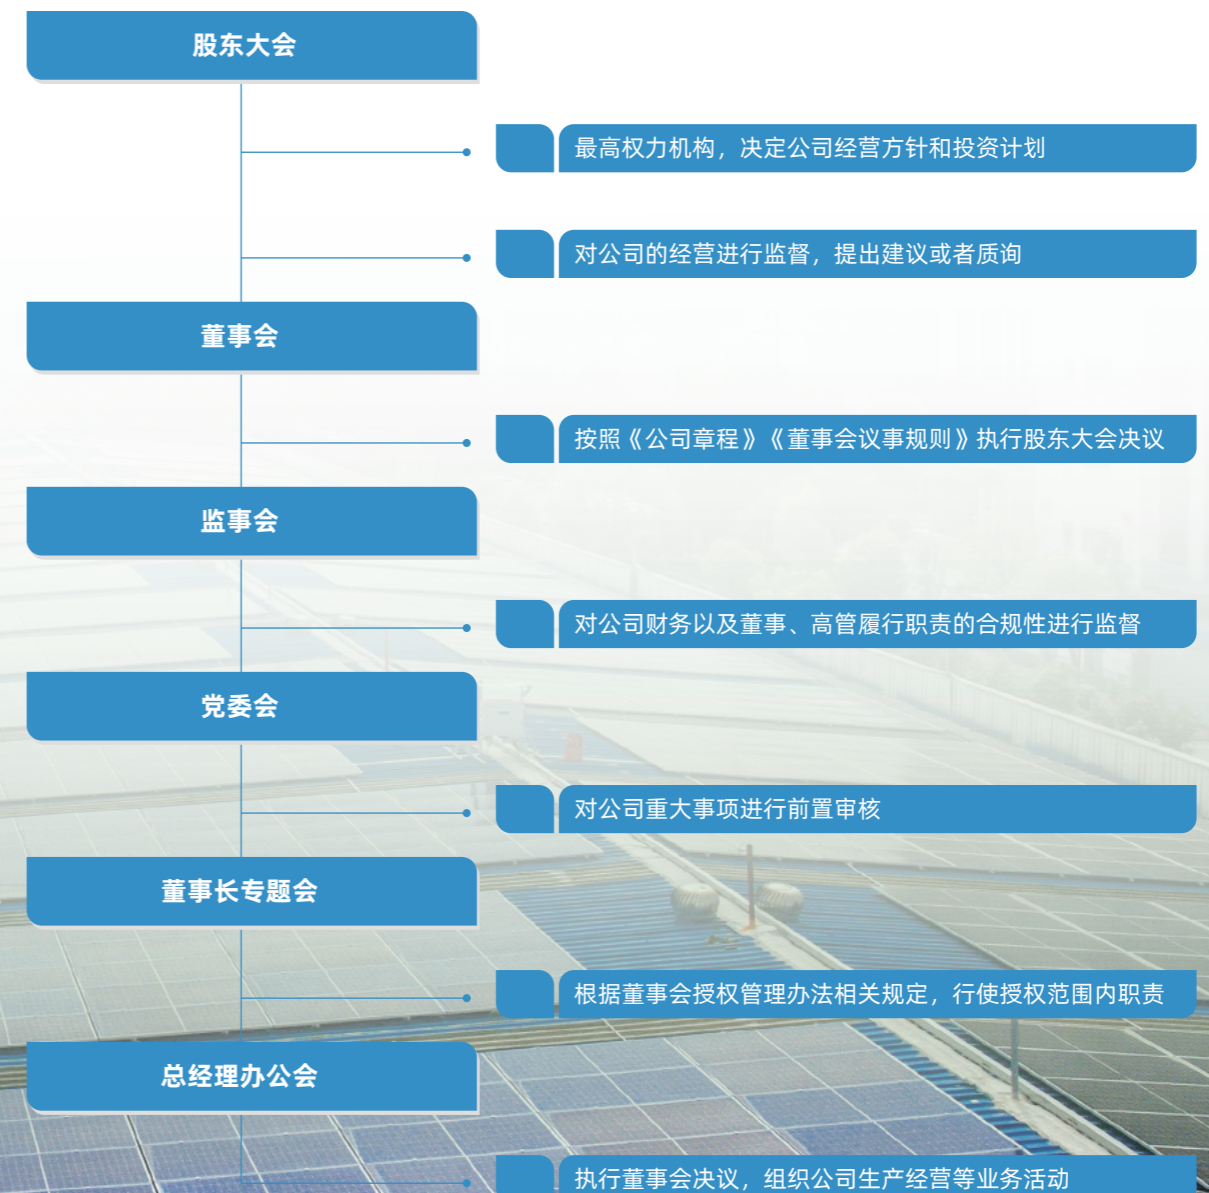 股东大会
最高权力机构，决定公司经营方针和投资计划
对公司的经营进行监督，提出建议或者质询
董事会
按照《公司章程》《董事会议事规则》执行股东大会决议
监事会
对公司财务以及董事、高管履行职责的合规性进行监督
党委会
对公司重大事项进行前置审核
董事长专题会
根据董事会授权管理办法相关规定，行使授权范围内职责
总经理办公会
执行董事会决议，组织公司生产经营等业务活动